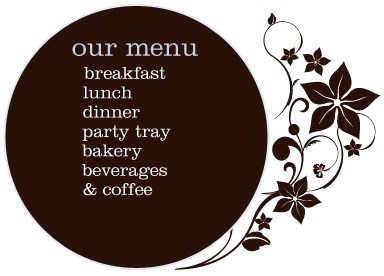 our menu
breakfast
lunch
dinner
party tray
bakery
beverages
& coffee